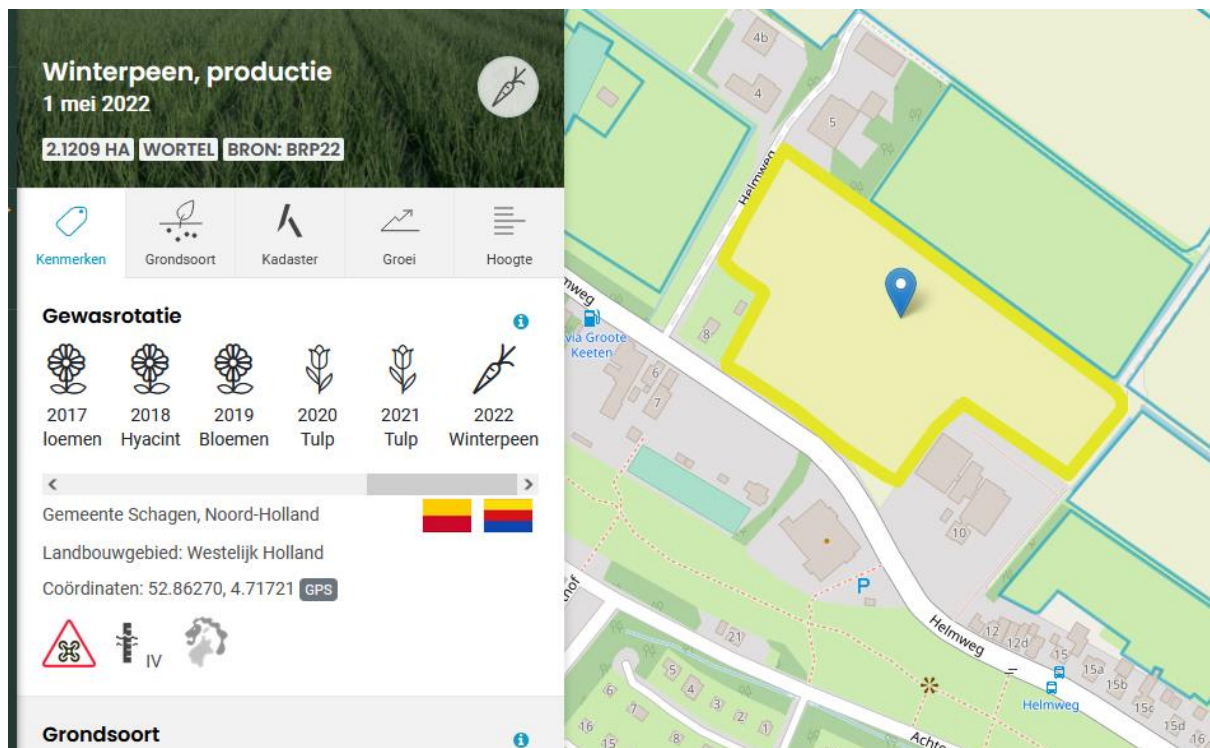 Winterpeen, productie
1 mei 2022
2.1209 HA WORTEL BRON: BRP22
Kenmerken Grondsoort Kadaster Groei Hoogte
Gewasrotatie
2017 2018 2019 2020 2021 2022
loemen Hyacint Bloemen Tulp Tulp Winterpeen
Gemeente Schagen, Noord-Holland
Landbouwgebied: Westelijk Holland
Coördinaten: 52.86270, 4.71721 GPS
IV
Grondsoort
4b
4
5
Helmweg
mweg
via Groote
Keeten
8
6
7
10
P
hof
21
Helmweg
12
12d
15
15a
15b
15c
15d
16
Helmweg
5
4
3
2
1
6
7
16
15
8
Achte